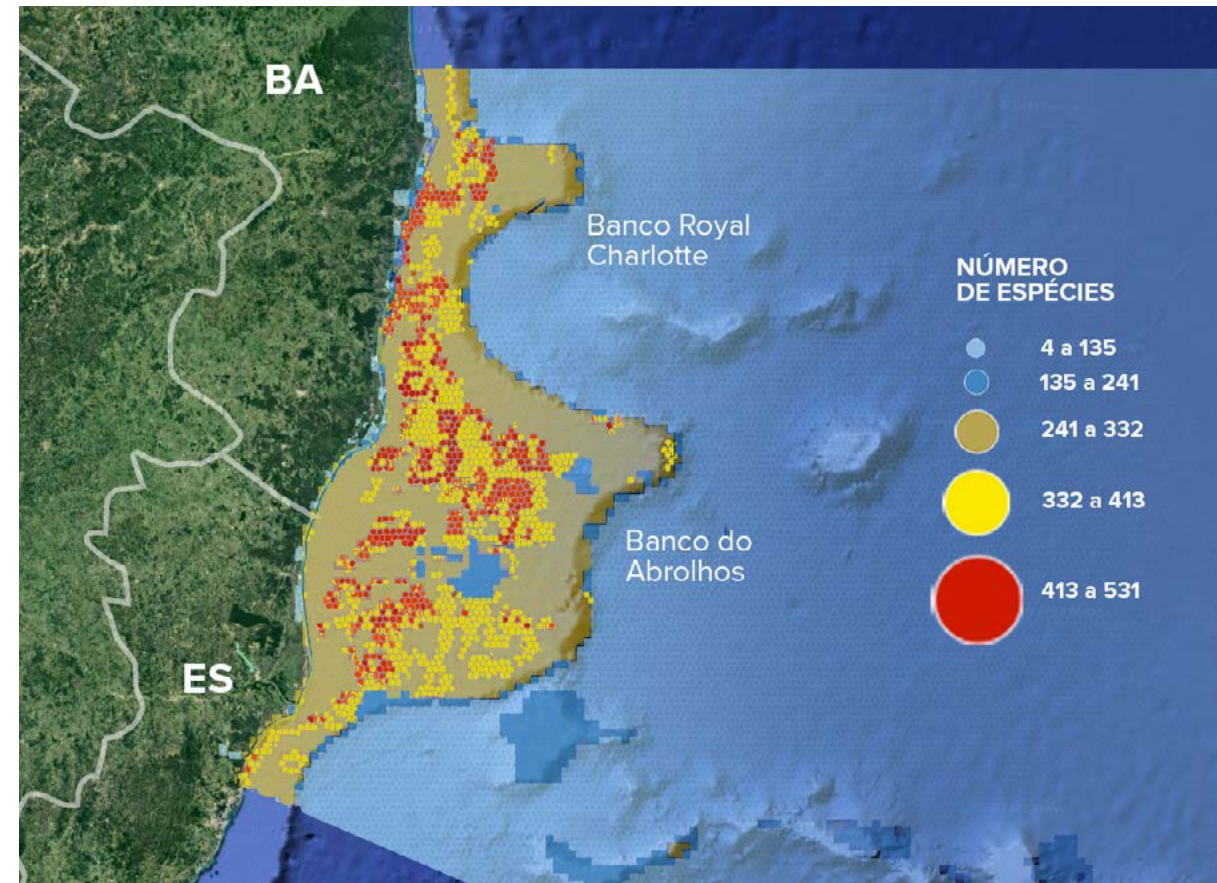 BA
Banco Royal
Charlotte
NÚMERO
DE ESPÉCIES
4 a 135
135 a 241
241 a 332
332 a 413
413 a 531
Banco do
Abrolhos
ES